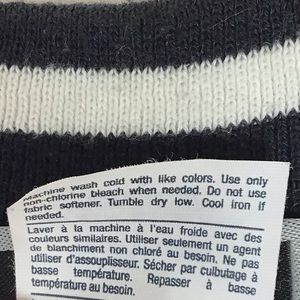 Machine wash cold with like colors. Use only
non-chlorine bleach when needed. Do not use
fabric softener. Tumble dry low. Cool iron if
needed.
Laver à la machine à l'eau froide avec des
couleurs similaires. Utiliser seulement un agent
de blanchiment non chloré au besoin. Ne pas
utiliser d'assouplisseur. Sécher par culbutage à
basse température. Repasser à basse
température au besoin.